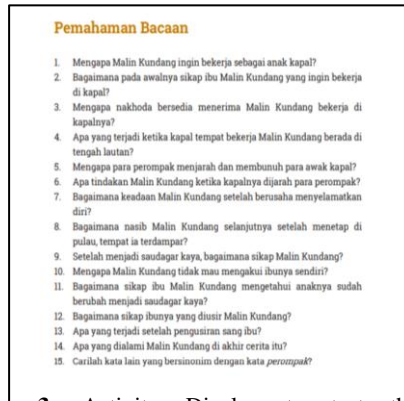 Pemahaman Bacaan
1. Mengapa Malin Kundang ingin bekerja sebagai anak kapal?
2. Bagaimana pada awalnya sikap ibu Malin Kundang yang ingin bekerja
di kapal?
3. Mengapa nakhoda bersedia menerima Malin Kundang bekerja di
kapalnya?
4. Apa yang terjadi ketika kapal tempat bekerja Malin Kundang berada di
tengah lautan?
5. Mengapa para perompak menjarah dan membunuh para awak kapal?
6. Apa tindakan Malin Kundang ketika kapalnya dijarah para perompak?
7. Bagaimana keadaan Malin Kundang setelah berusaha menyelamatkan
diri?
8. Bagaimana nasib Malin Kundang selanjutnya setelah menetap di
pulau, tempat ia terdampar?
9. Setelah menjadi saudagar kaya, bagaimana sikap Malin Kundang?
10. Mengapa Malin Kundang tidak mau mengakui ibunya sendiri?
11. Bagaimana sikap ibu Malin Kundang mengetahui anaknya sudah
berubah menjadi saudagar kaya?
12. Bagaimana sikap ibunya yang diusir Malin Kundang?
13. Apa yang terjadi setelah pengusiran sang ibu?
14. Apa yang dialami Malin Kundang di akhir cerita itu?
15. Carilah kata lain yang bersinonim dengan kata perompak?